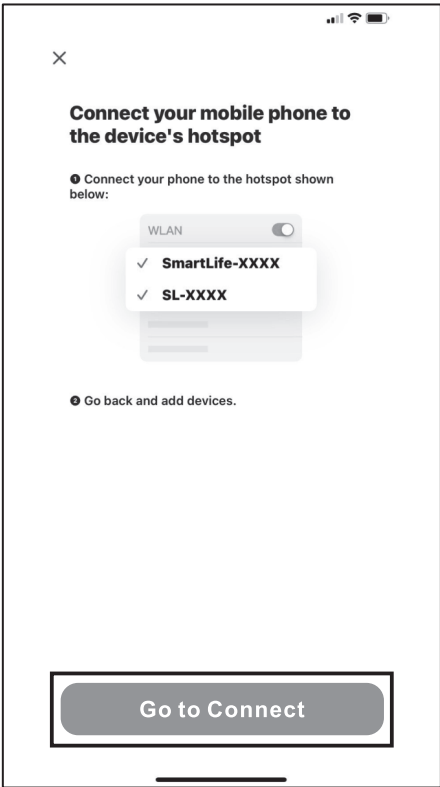 Connect your mobile phone to
the device's hotspot
❶ Connect your phone to the hotspot shown
below:
WLAN
SmartLife-XXXX
SL-XXXX
❷ Go back and add devices.
Go to Connect